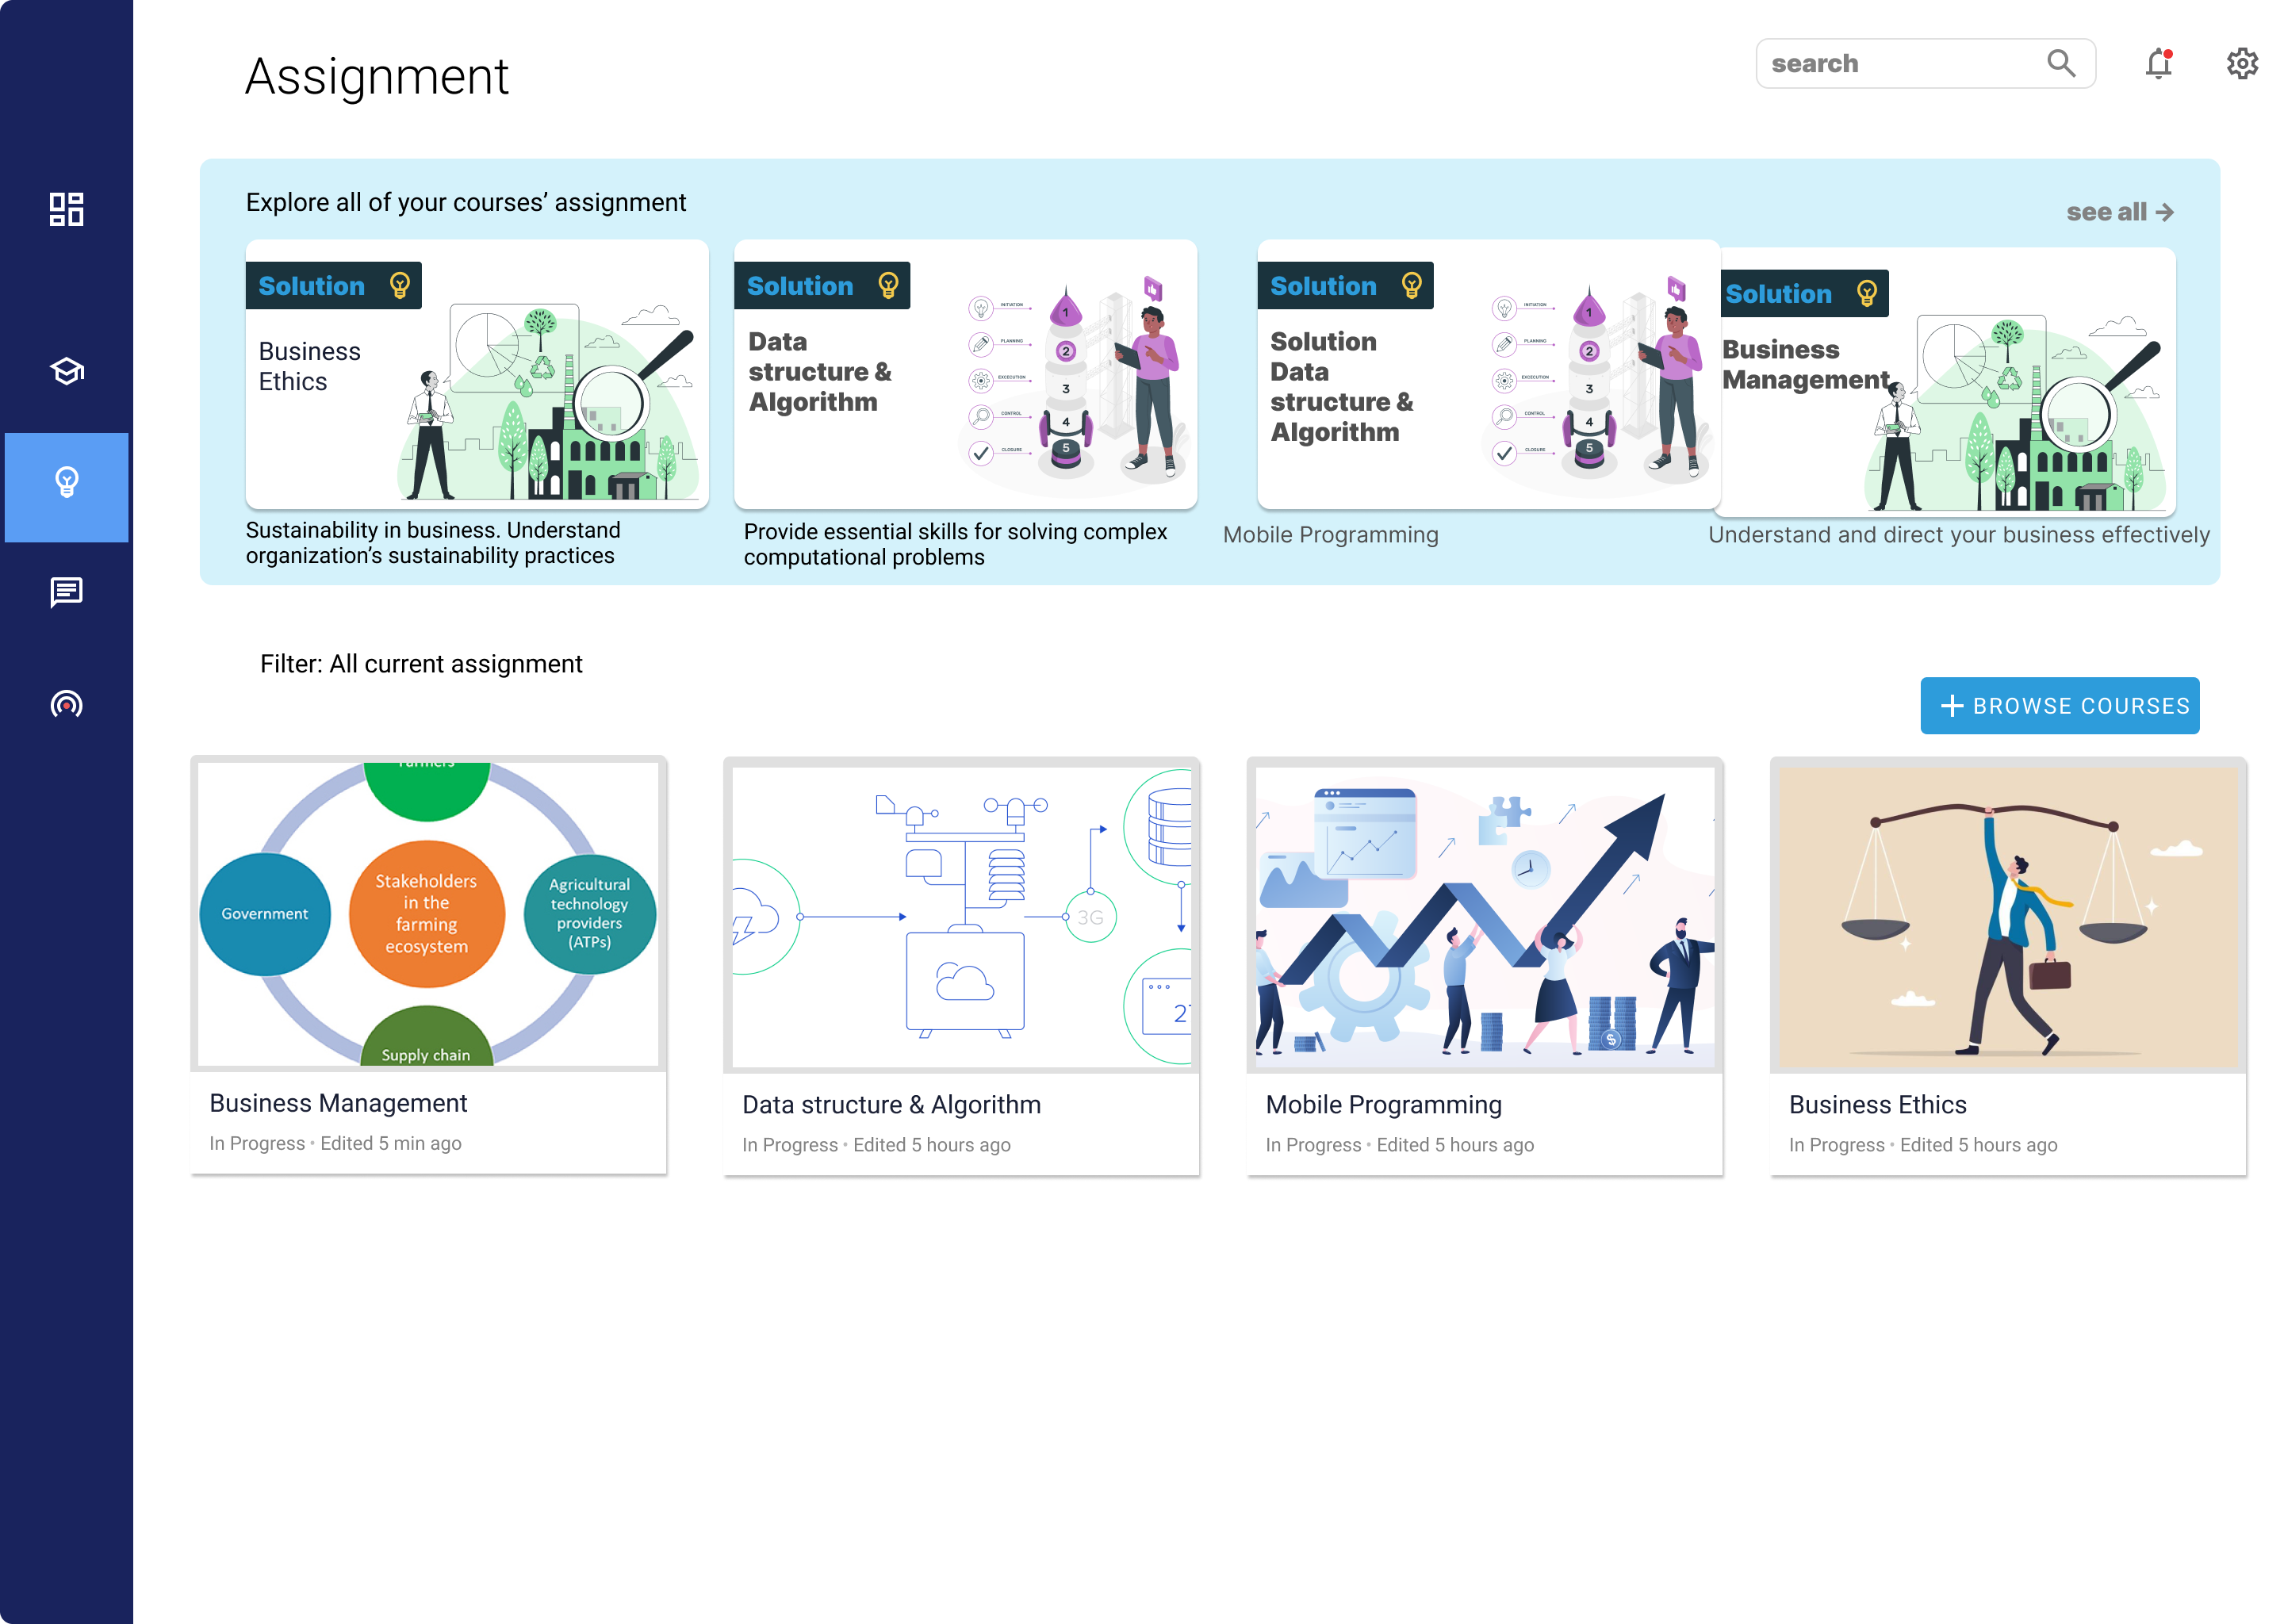 Assignment
search
Explore all of your courses’ assignment
see all
Solution
Business
Ethics
Sustainability in business. Understand
organization’s sustainability practices
Solution
Data
structure &
Algorithm
INITIATION
PLANNING
EXCECUTION
CONTROL
CLOSURE
1
2
3
4
5
Provide essential skills for solving complex
computational problems
Solution
Solution
Data
structure &
Algorithm
INITIATION
PLANNING
EXCECUTION
CONTROL
CLOSURE
1
2
3
4
5
Mobile Programming
Solution
Business
Management
Understand and direct your business effectively
Filter: All current assignment
BROWSE COURSES
Farmers
Government
Stakeholders
in the
farming
ecosystem
Agricultural
technology
providers
(ATPs)
Supply chain
Business Management
In Progress • Edited 5 min ago
3G
2
Data structure & Algorithm
In Progress • Edited 5 hours ago
$
Mobile Programming
In Progress • Edited 5 hours ago
Business Ethics
In Progress • Edited 5 hours ago